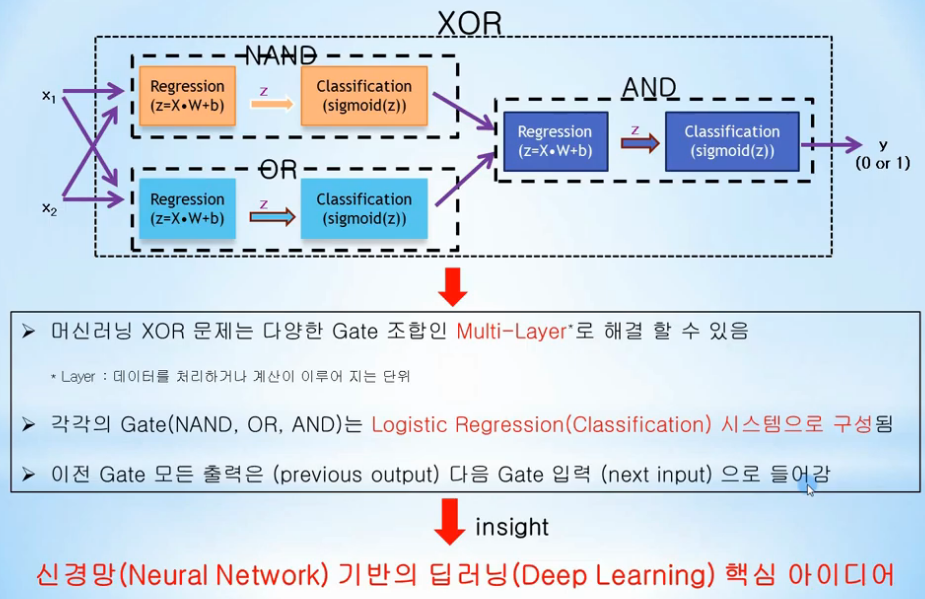 XOR
NAND
Regression
(z=X•W+b)
z
Classification
(sigmoid(z))
x1
OR
Regression
(z=X•W+b)
z
Classification
(sigmoid(z))
x2
AND
Regression
(z=X•W+b)
z
Classification
(sigmoid(z))
y
(0 or 1)
➢ 머신러닝 XOR 문제는 다양한 Gate 조합인 Multi-Layer*로 해결 할 수 있음
* Layer : 데이터를 처리하거나 계산이 이루어 지는 단위
➢ 각각의 Gate(NAND, OR, AND)는 Logistic Regression(Classification) 시스템으로 구성됨
➢ 이전 Gate 모든 출력은 (previous output) 다음 Gate 입력 (next input) 으로 들어감
insight
신경망(Neural Network) 기반의 딥러닝(Deep Learning) 핵심 아이디어